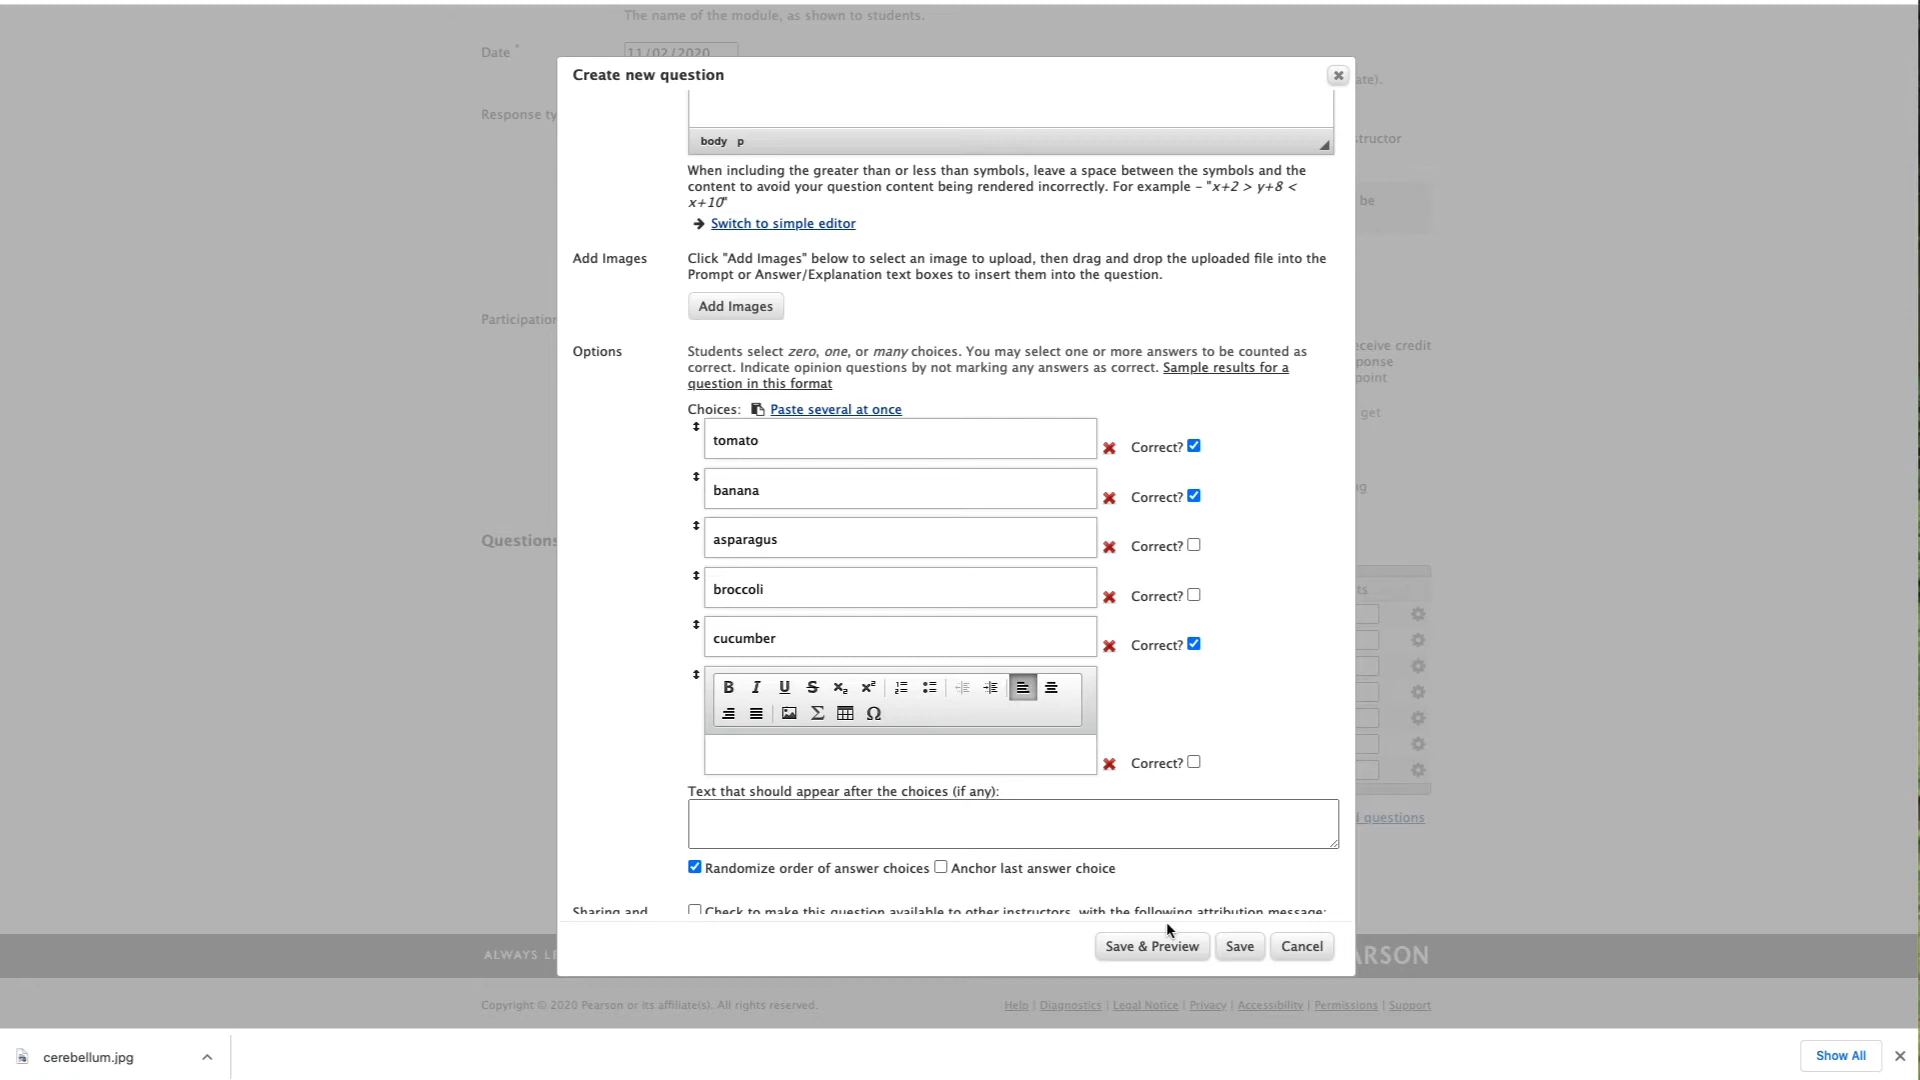 The name of the module, as shown to students.
Date *
11/02/2020
Create new question
ate).
Response ty
body p
structor
When including the greater than or less than symbols, leave a space between the symbols and the
content to avoid your question content being rendered incorrectly. For example - "x+2 > y+8 <
x+10"
be
Switch to simple editor
Add Images
Click "Add Images" below to select an image to upload, then drag and drop the uploaded file into the
Prompt or Answer/Explanation text boxes to insert them into the question.
Add Images
Participation
Options
Students select zero, one, or many choices. You may select one or more answers to be counted as
correct. Indicate opinion questions by not marking any answers as correct. Sample results for a
question in this format
eceive credit
ponse
point
get
Choices: Paste several at once
tomato
Correct?
banana
Correct?
ng
Questions
asparagus
Correct?
broccoli
Correct?
ts
cucumber
Correct?
B I U S x₂ x²
Σ Ω
Correct?
Text that should appear after the choices (if any):
l questions
Randomize order of answer choices Anchor last answer choice
Sharing and
Check to make this question available to other instructors, with the following attribution message:
Save & Preview Save Cancel
ALWAYS LE
ARSON
Copyright © 2020 Pearson or its affiliate(s). All rights reserved.
Help | Diagnostics | Legal Notice | Privacy | Accessibility | Permissions | Support
cerebellum.jpg
Show All